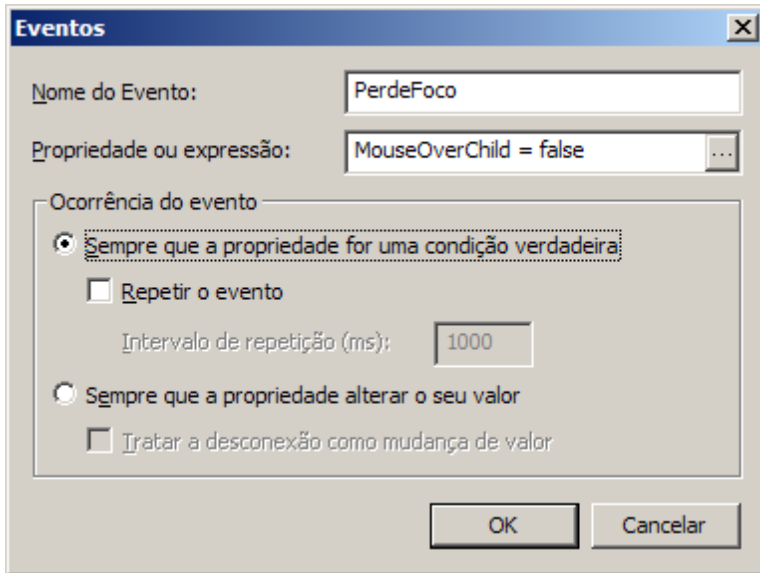 Eventos
Nome do Evento: PerdeFoco
Propriedade ou expressão: MouseOverChild = false ...
Ocorrência do evento
Sempre que a propriedade for uma condição verdadeira
Repetir o evento
Intervalo de repetição (ms): 1000
Sempre que a propriedade alterar o seu valor
Tratar a desconexão como mudança de valor
OK Cancelar